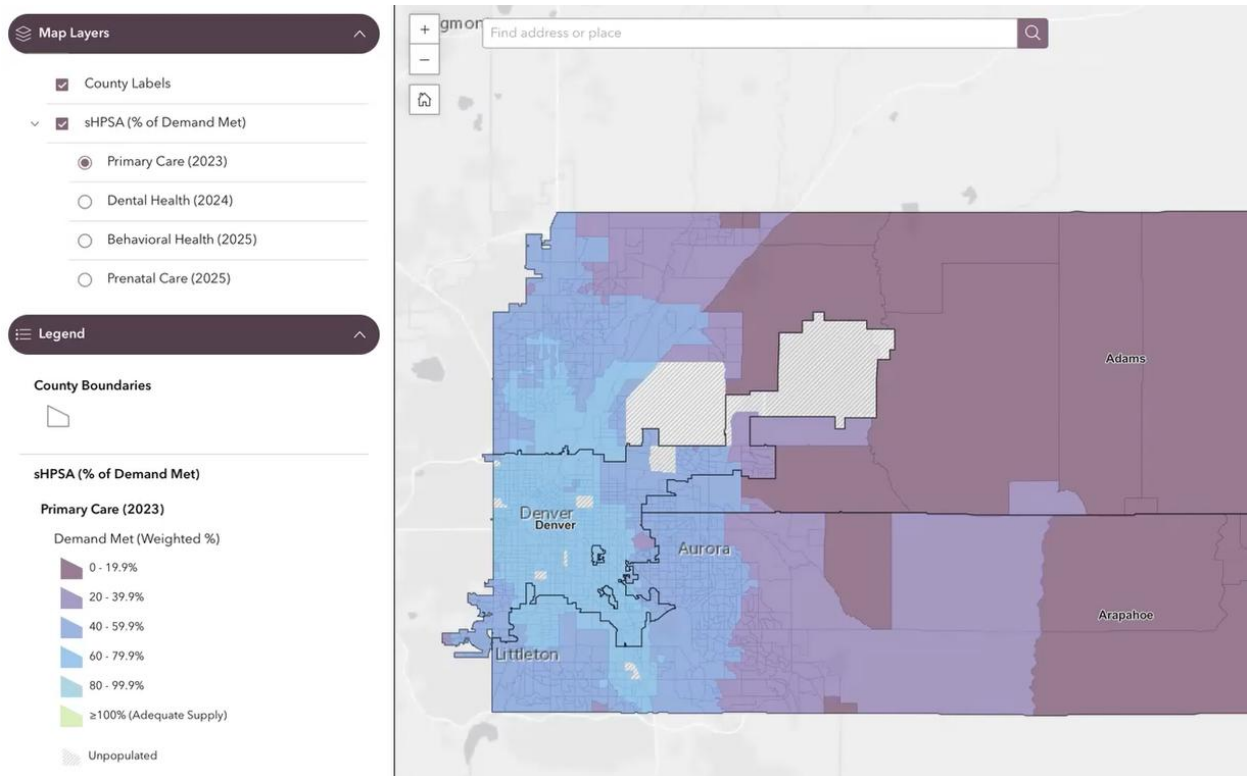 Map Layers
County Labels
sHPSA (% of Demand Met)
Primary Care (2023)
Dental Health (2024)
Behavioral Health (2025)
Prenatal Care (2025)
Legend
County Boundaries
sHPSA (% of Demand Met)
Primary Care (2023)
Demand Met (Weighted %)
0 - 19.9%
20 - 39.9%
40 - 59.9%
60 - 79.9%
80 - 99.9%
≥100% (Adequate Supply)
Unpopulated
+
gmon
Find address or place
−
Adams
Denver
Denver
Aurora
Arapahoe
Littleton